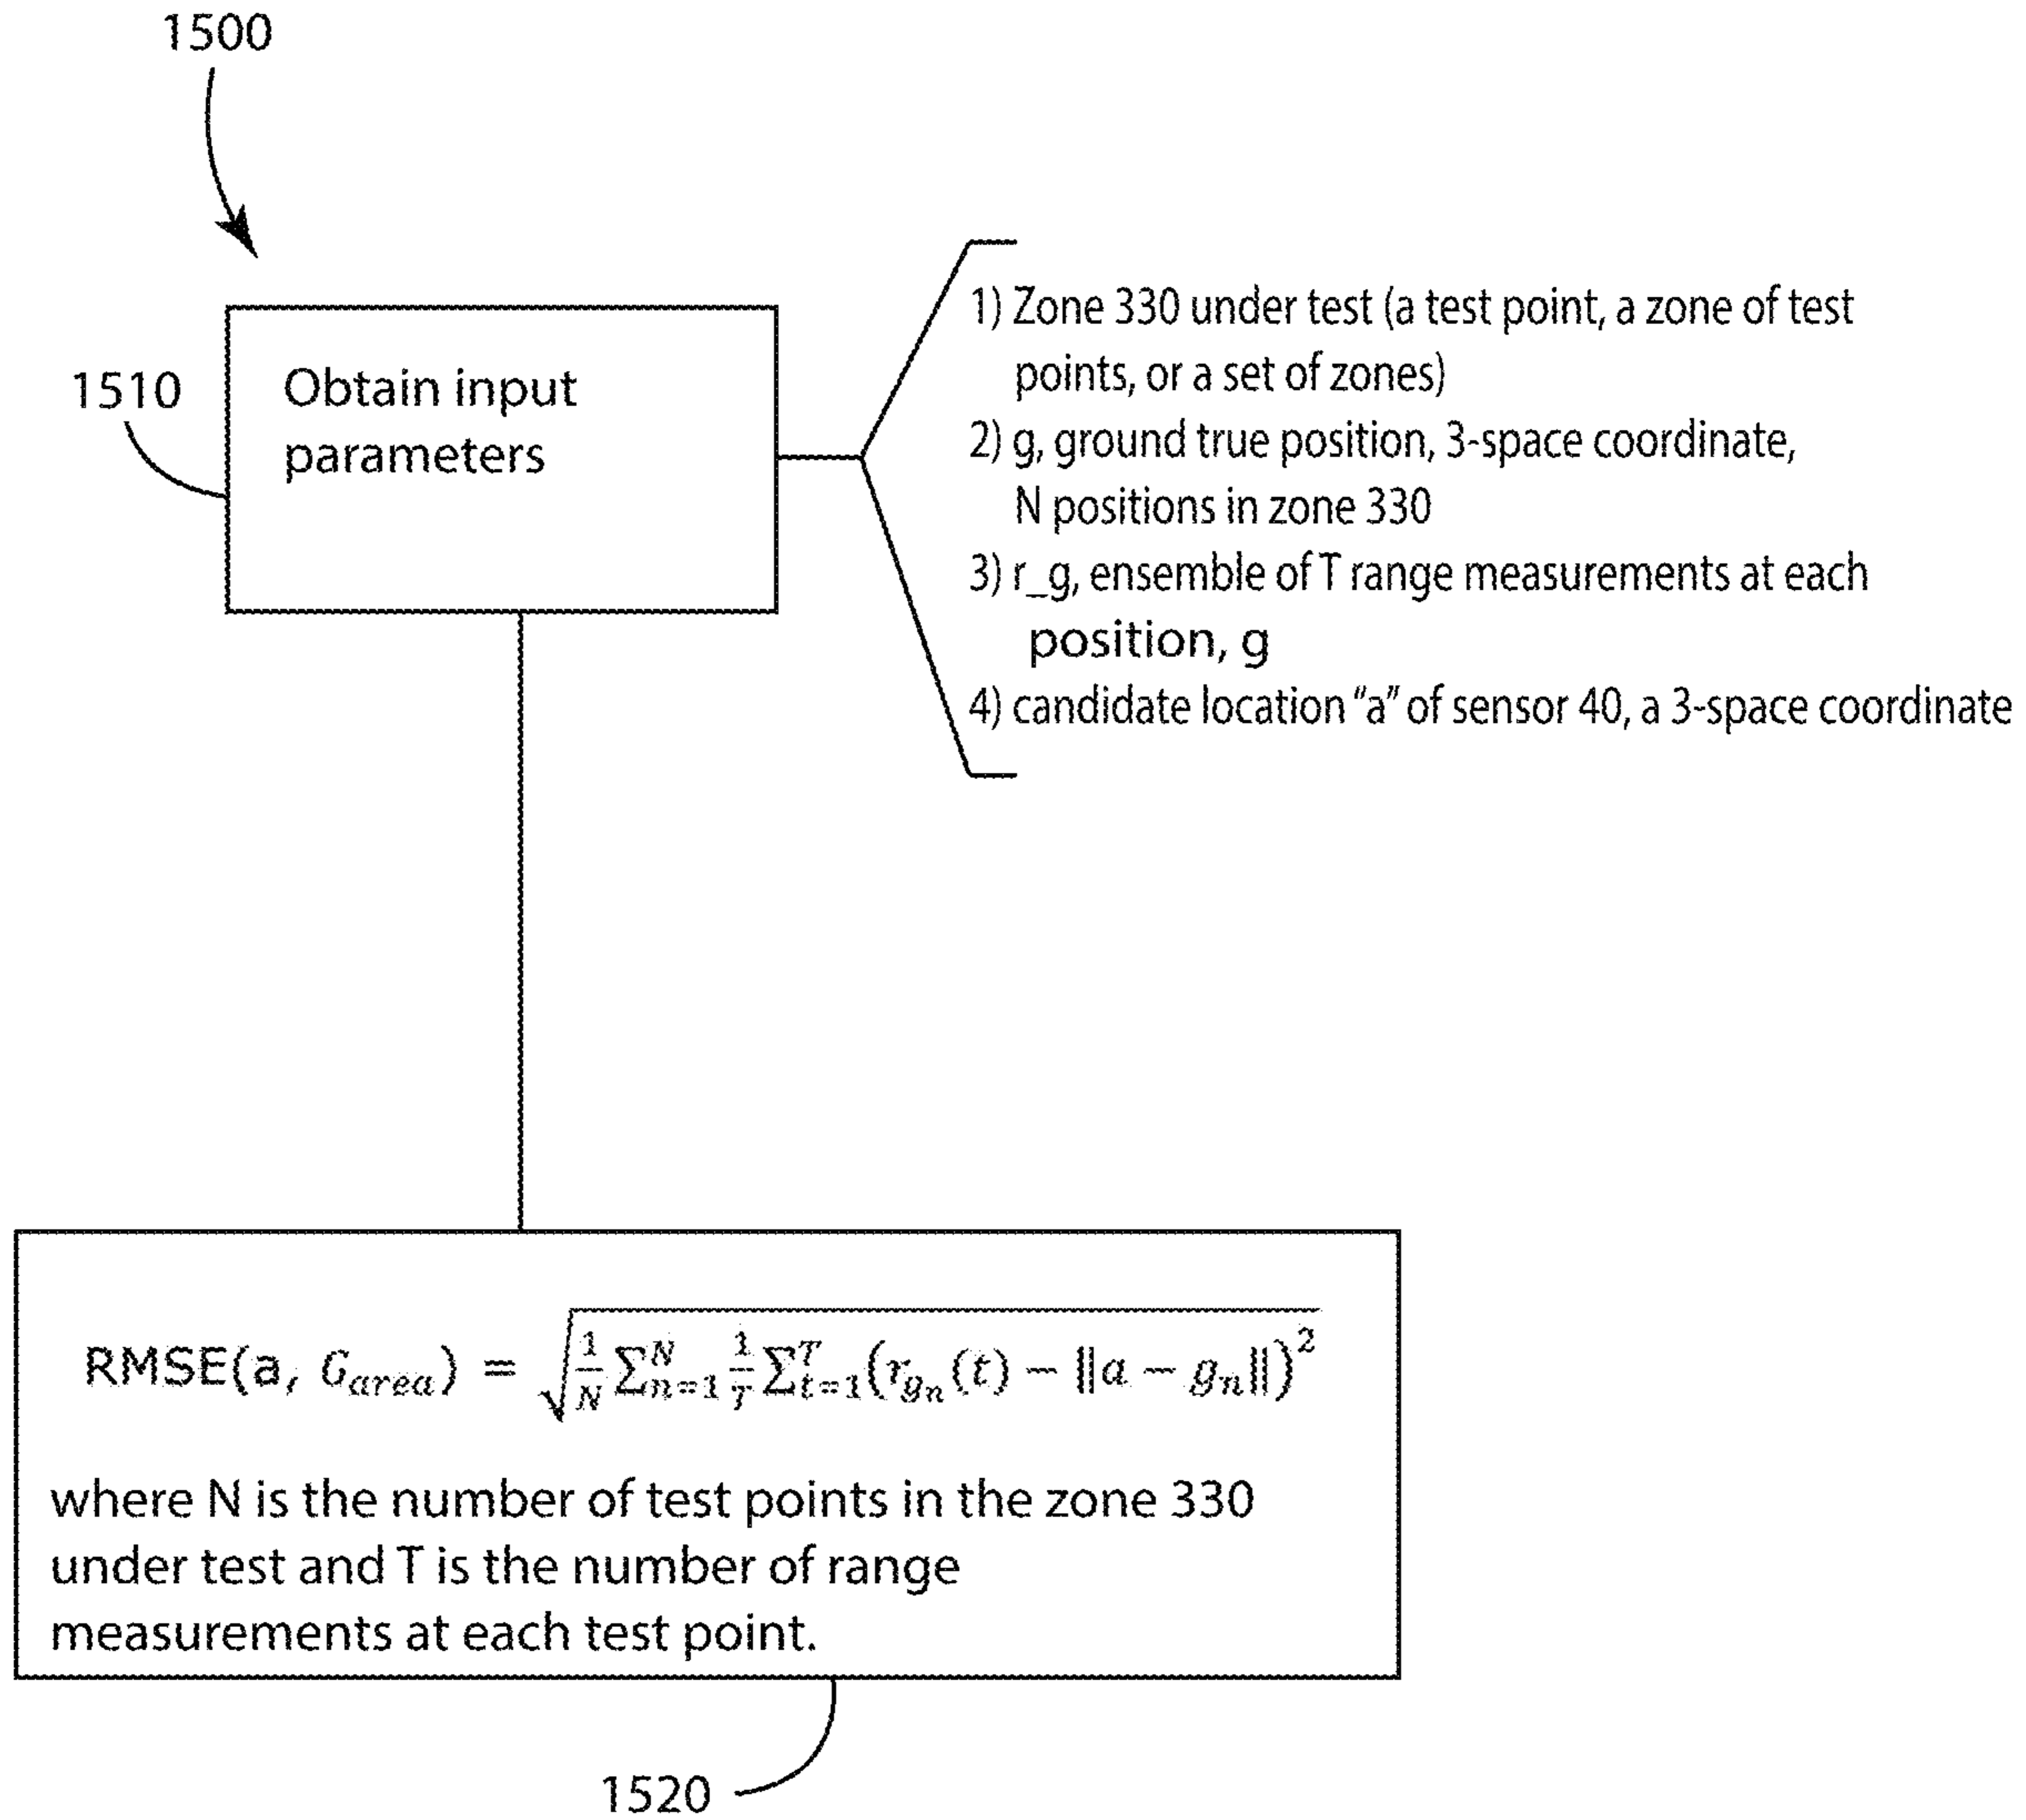 1500
1510
Obtain input
parameters
1) Zone 330 under test (a test point, a zone of test
points, or a set of zones)
2) g, ground true position, 3-space coordinate,
N positions in zone 330
3) r_g, ensemble of T range measurements at each
position, g
4) candidate location "a" of sensor 40, a 3-space coordinate
RMSE(a, G_area) = √(1/N ∑_{n=1}^{N} 1/T ∑_{t=1}^{T} (r_{g_n}(t) − ‖a − g_n‖)^2)
where N is the number of test points in the zone 330
under test and T is the number of range
measurements at each test point.
1520